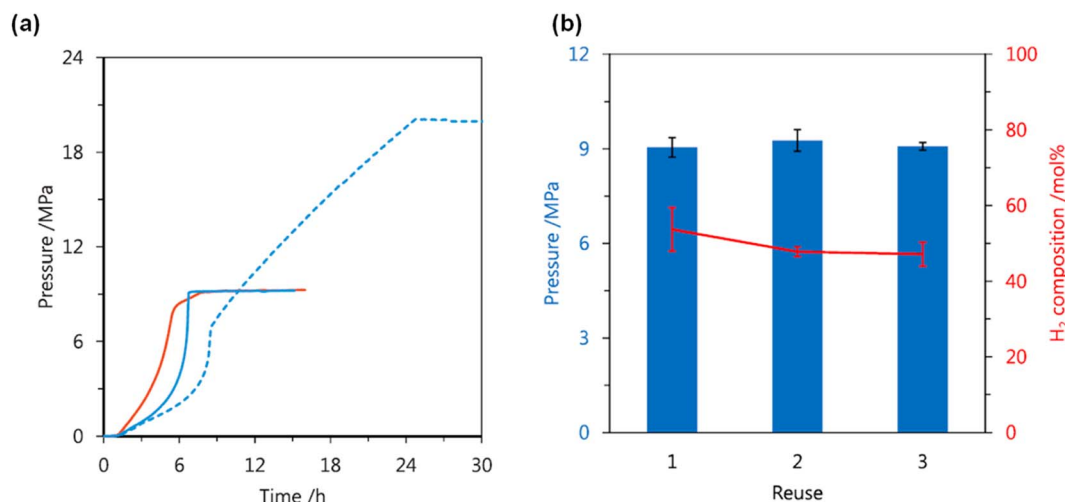 (a)
24
18
12
6
0
Pressure /MPa
0 6 12 18 24 30
Time /h
(b)
12
9
6
3
0
Pressure /MPa
100
80
60
40
20
0
H₂ composition /mol%
1 2 3
Reuse